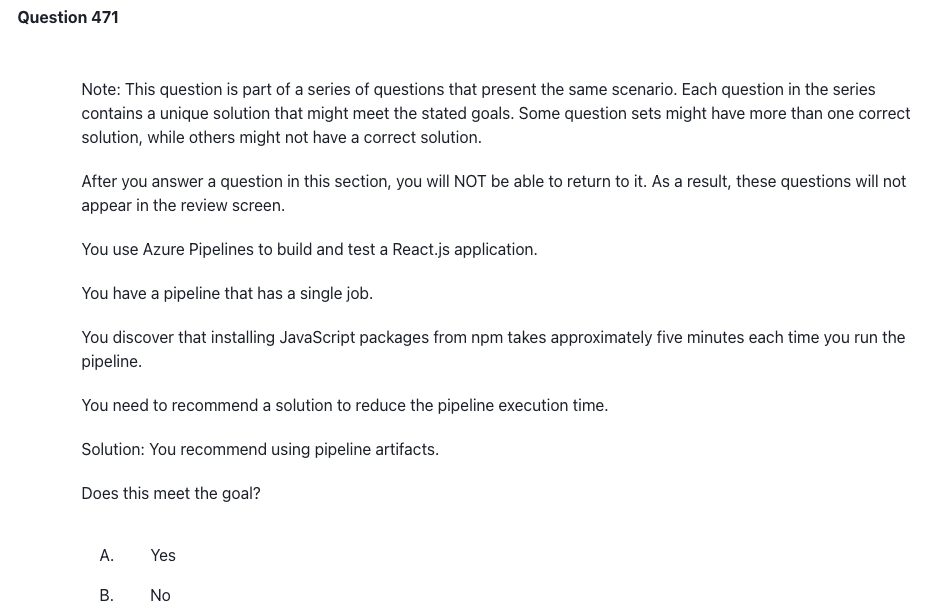 Question 471
Note: This question is part of a series of questions that present the same scenario. Each question in the series
contains a unique solution that might meet the stated goals. Some question sets might have more than one correct
solution, while others might not have a correct solution.
After you answer a question in this section, you will NOT be able to return to it. As a result, these questions will not
appear in the review screen.
You use Azure Pipelines to build and test a React.js application.
You have a pipeline that has a single job.
You discover that installing JavaScript packages from npm takes approximately five minutes each time you run the
pipeline.
You need to recommend a solution to reduce the pipeline execution time.
Solution: You recommend using pipeline artifacts.
Does this meet the goal?
A. Yes
B. No